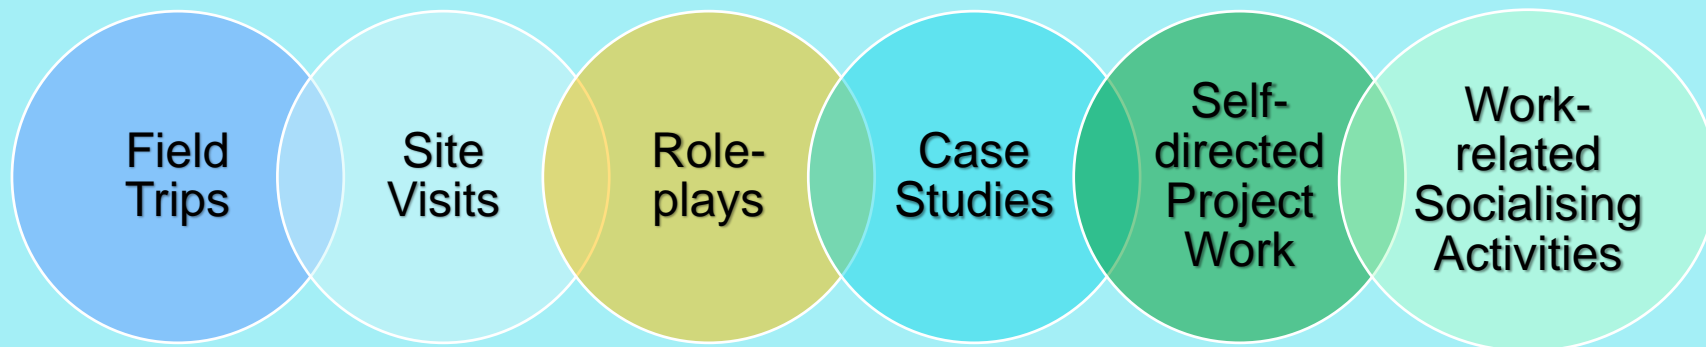 Field
Trips
Site
Visits
Role-
plays
Case
Studies
Self-
directed
Project
Work
Work-
related
Socialising
Activities